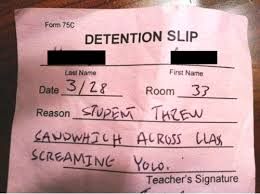 Form 75C
DETENTION SLIP
Last Name First Name
Date 3/28 Room 33
Reason STUDENT THREW
SANDWHICH ACROSS CLAS
SCREAMING YOLO.
Teacher's Signature